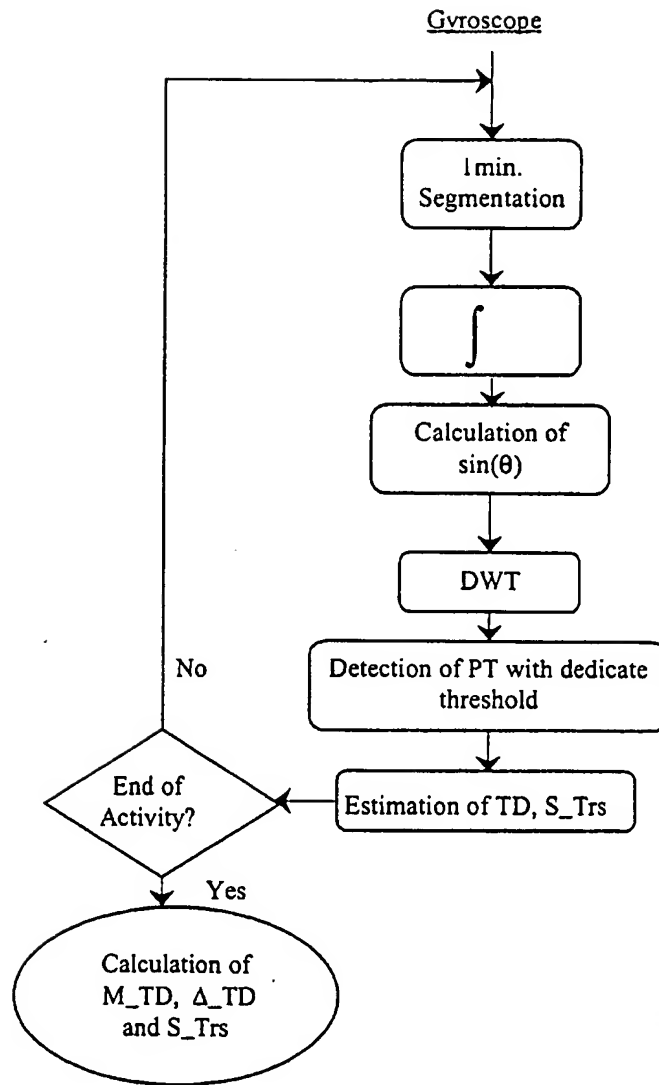 Gyroscope
1min.
Segmentation
∫
Calculation of
sin(θ)
DWT
Detection of PT with dedicate
threshold
No
End of
Activity?
Estimation of TD, S_Trs
Yes
Calculation of
M_TD, Δ_TD
and S_Trs